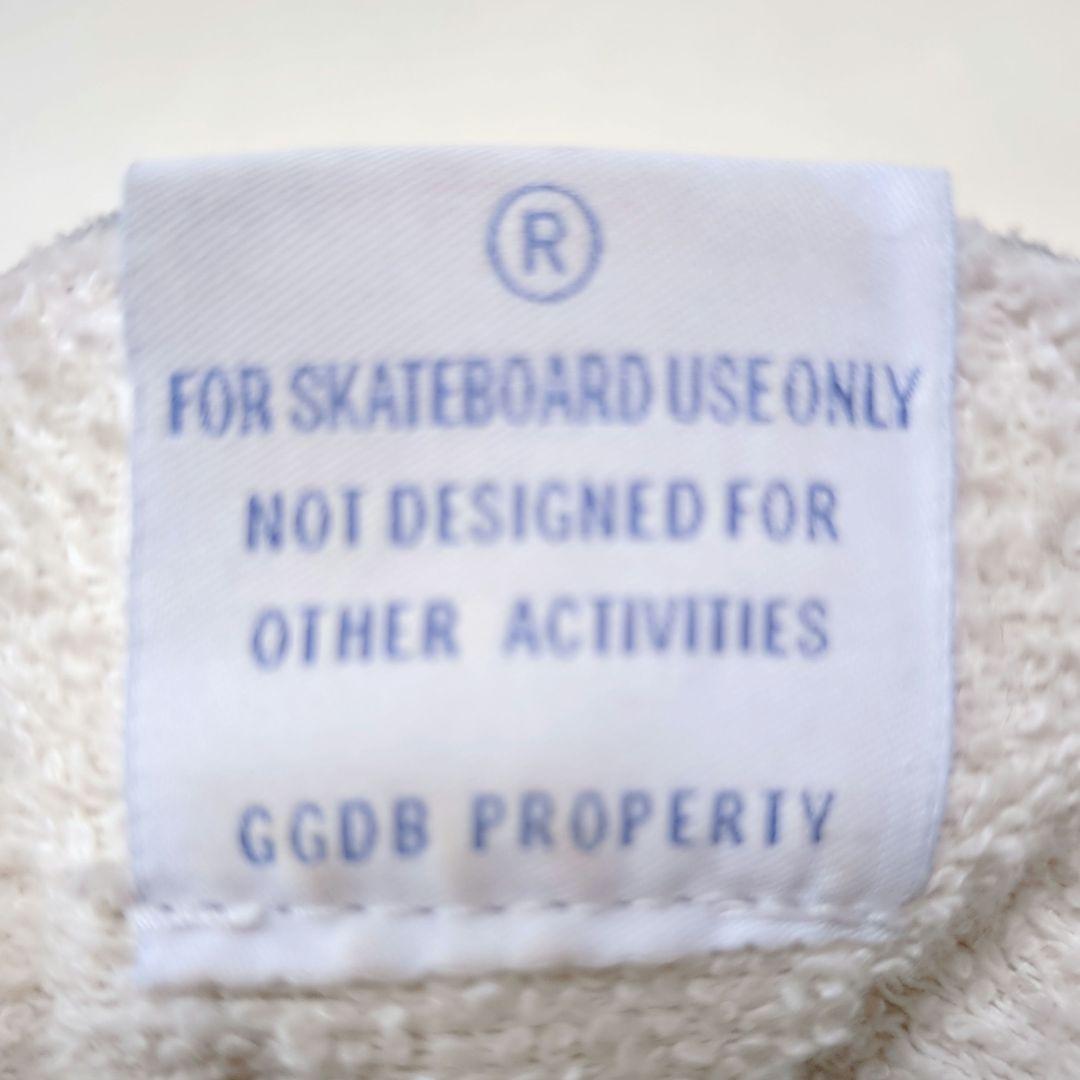 ®
FOR SKATEBOARD USE ONLY
NOT DESIGNED FOR
OTHER ACTIVITIES
GGDB PROPERTY